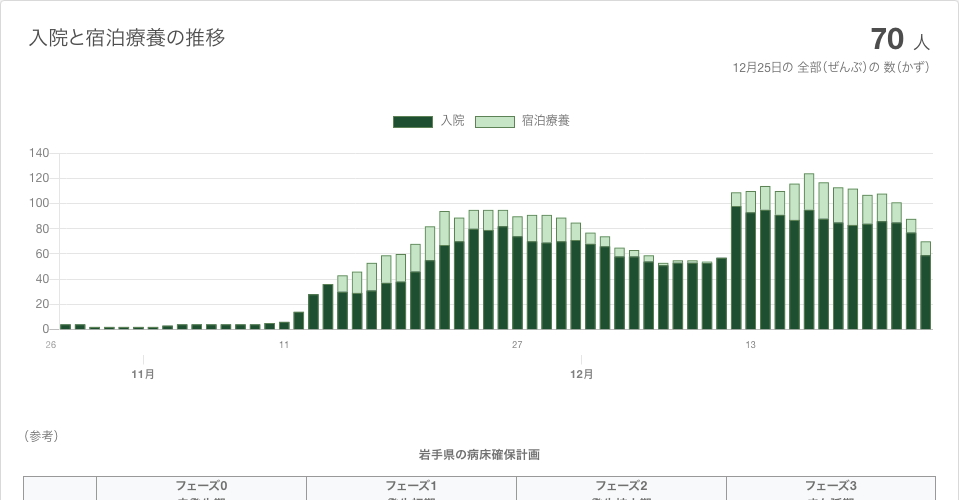 入院と宿泊療養の推移
70 人
12月25日の 全部（ぜんぶ）の 数（かず）
入院 宿泊療養
140
120
100
80
60
40
20
0
26 11 27 13
11月 12月
（参考）
岩手県の病床確保計画
フェーズ0 フェーズ1 フェーズ2 フェーズ3